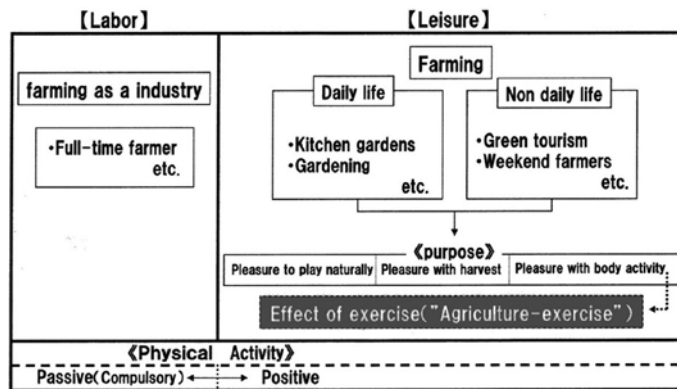 【Labor】
【Leisure】
farming as a industry
・Full-time farmer
etc.
Farming
Daily life
・Kitchen gardens
・Gardening
etc.
Non daily life
・Green tourism
・Weekend farmers
etc.
《purpose》
Pleasure to play naturally
Pleasure with harvest
Pleasure with body activity
Effect of exercise("Agriculture-exercise")
《Physical Activity》
Passive(Compulsory)
Positive